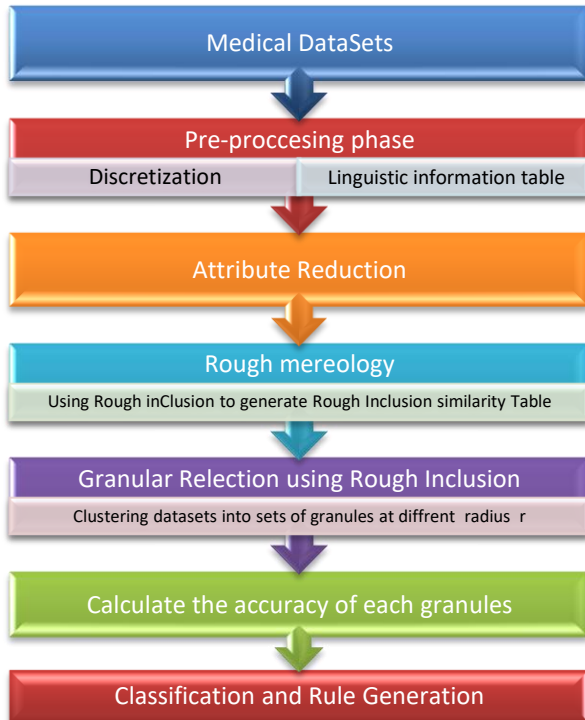 Medical DataSets
Pre-proccesing phase
Discretization
Linguistic information table
Attribute Reduction
Rough mereology
Using Rough inClusion to generate Rough Inclusion similarity Table
Granular Relection using Rough Inclusion
Clustering datasets into sets of granules at diffrent radius r
Calculate the accuracy of each granules
Classification and Rule Generation